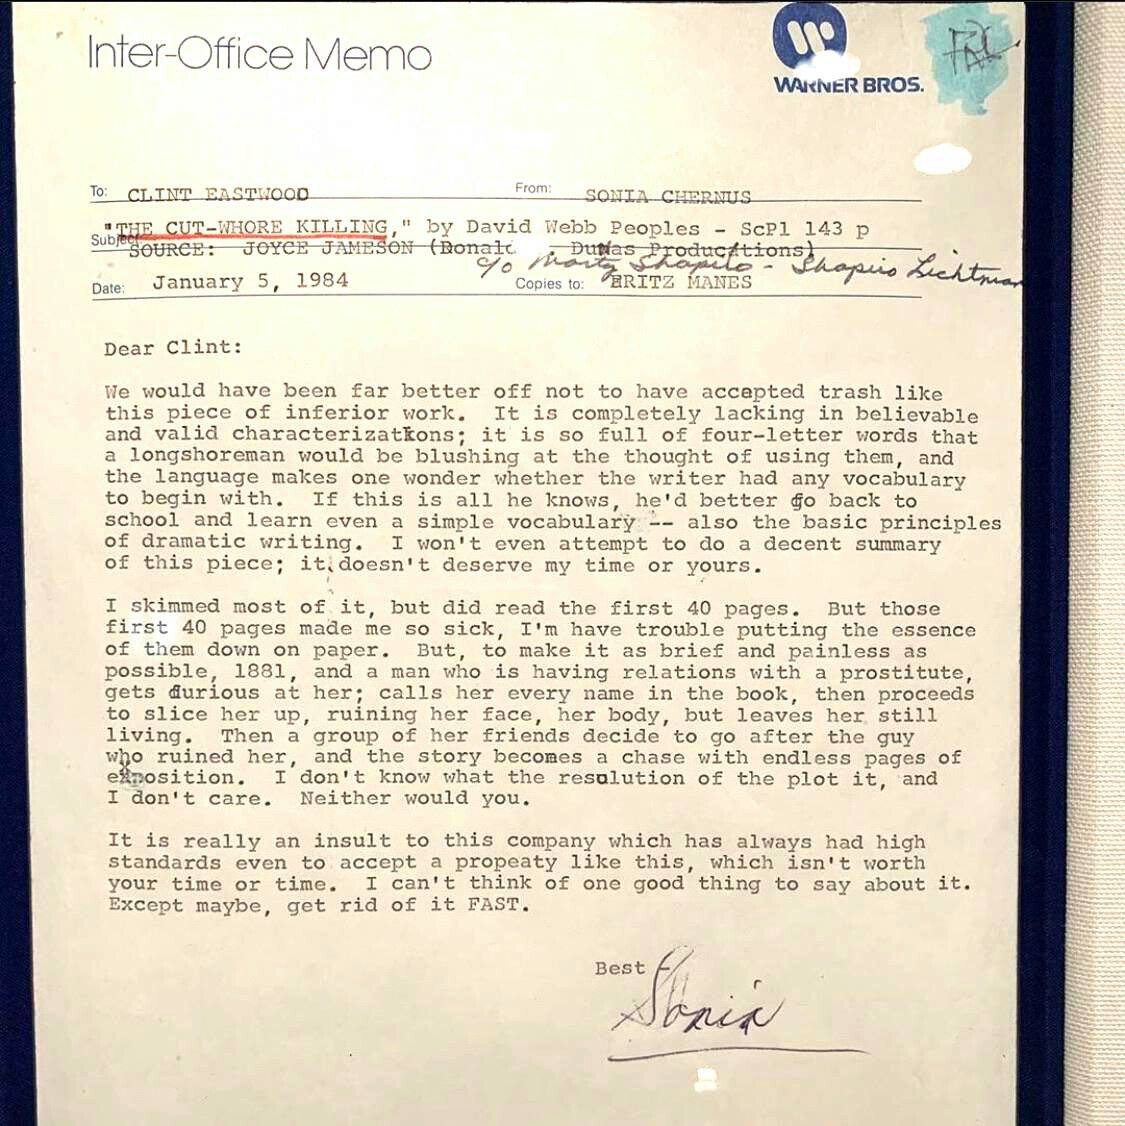 Inter-Office Memo
WARNER BROS.
To: CLINT EASTWOOD From: SONIA CHERNUS
"THE CUT-WHORE KILLING," by David Webb Peoples - ScPl 143 p
Subject: SOURCE: JOYCE JAMESON (Donald Dumas Productions)
c/o Marty Shapiro - Shapiro Lichtman
Date: January 5, 1984 Copies to: FRITZ MANES
Dear Clint:
We would have been far better off not to have accepted trash like
this piece of inferior work. It is completely lacking in believable
and valid characterizatkons; it is so full of four-letter words that
a longshoreman would be blushing at the thought of using them, and
the language makes one wonder whether the writer had any vocabulary
to begin with. If this is all he knows, he'd better go back to
school and learn even a simple vocabulary -- also the basic principles
of dramatic writing. I won't even attempt to do a decent summary
of this piece; it doesn't deserve my time or yours.
I skimmed most of it, but did read the first 40 pages. But those
first 40 pages made me so sick, I'm have trouble putting the essence
of them down on paper. But, to make it as brief and painless as
possible, 1881, and a man who is having relations with a prostitute,
gets furious at her; calls her every name in the book, then proceeds
to slice her up, ruining her face, her body, but leaves her still
living. Then a group of her friends decide to go after the guy
who ruined her, and the story becomes a chase with endless pages of
exposition. I don't know what the resolution of the plot it, and
I don't care. Neither would you.
It is really an insult to this company which has always had high
standards even to accept a propeaty like this, which isn't worth
your time or time. I can't think of one good thing to say about it.
Except maybe, get rid of it FAST.
Best -
Sonia